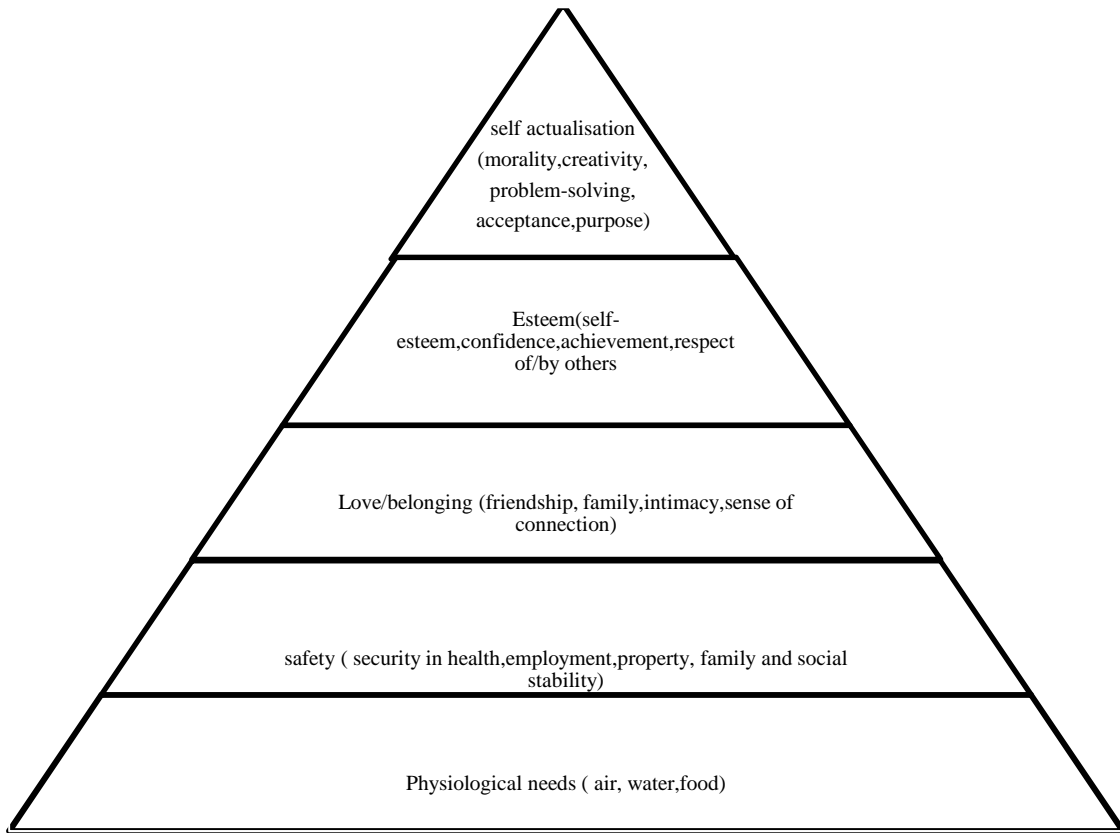 self actualisation
(morality,creativity,
problem-solving,
acceptance,purpose)
Esteem(self-
esteem,confidence,achievement,respect
of/by others
Love/belonging (friendship, family,intimacy,sense of
connection)
safety ( security in health,employment,property, family and social
stability)
Physiological needs ( air, water,food)